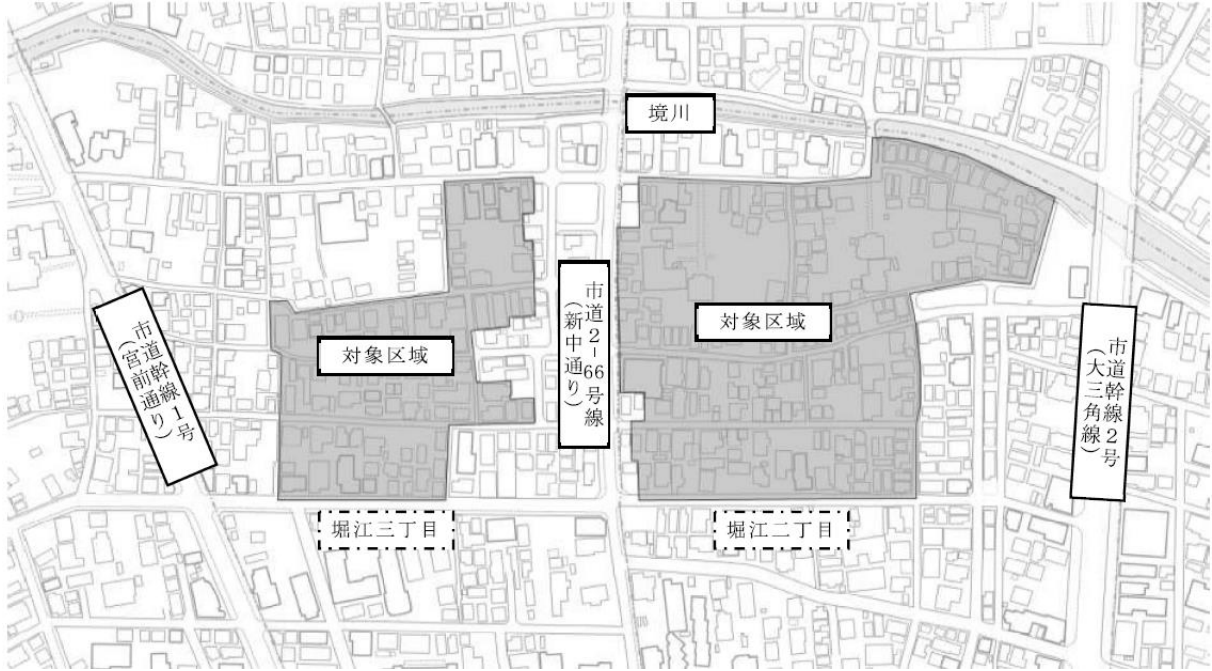 境川
対象区域
対象区域
市道幹線1号
(宮前通り)
市道2-66号線
(新中通り)
市道幹線2号
(大三角線)
堀江三丁目
堀江二丁目